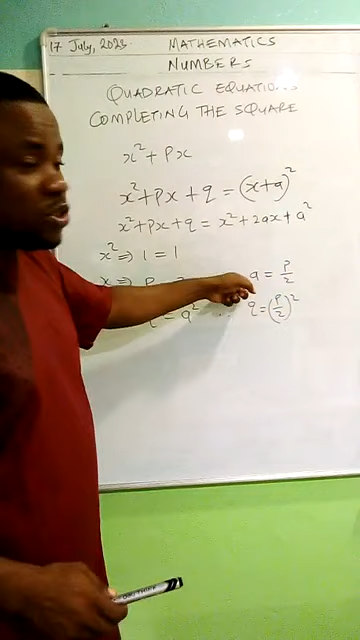 17 July, 2023 MATHEMATICS
NUMBERS
QUADRATIC EQUATIONS
COMPLETING THE SQUARE
x² + Px
x² + Px + q = (x+a)²
x² + Px + q = x² + 2ax + a²
x² ⇒ 1 = 1
x ⇒ P a = P/2
q = a² ∴ q = (P/2)²